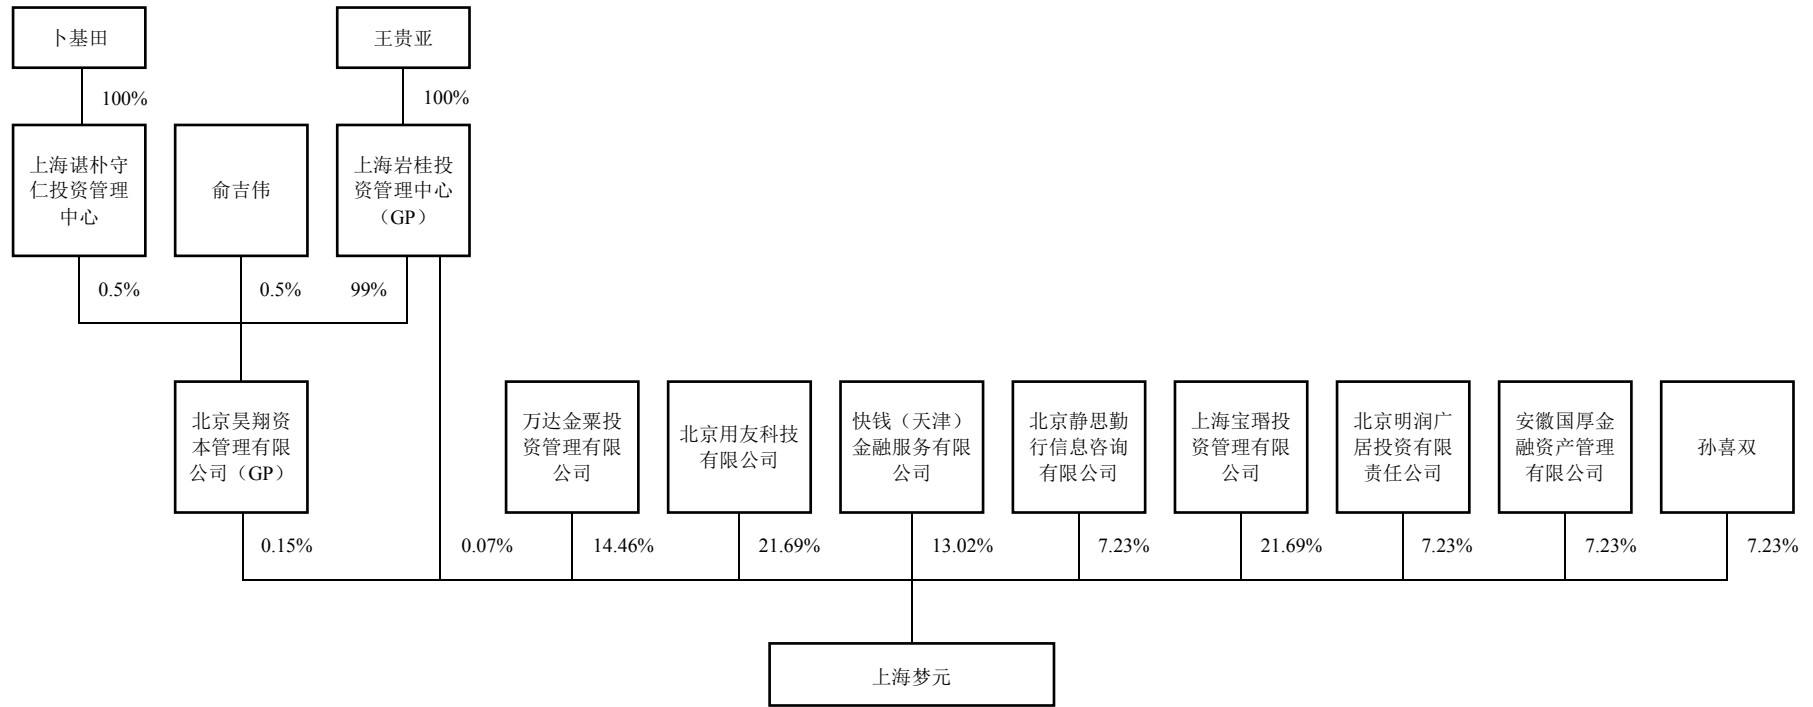 卜基田
王贵亚
100%
100%
上海谌朴守
仁投资管理
中心
俞吉伟
上海岩桂投
资管理中心
（GP）
0.5%
0.5%
99%
北京昊翔资
本管理有限
公司（GP）
万达金粟投
资管理有限
公司
北京用友科技
有限公司
快钱（天津）
金融服务有限
公司
北京静思勤
行信息咨询
有限公司
上海宝瑨投
资管理有限
公司
北京明润广
居投资有限
责任公司
安徽国厚金
融资产管理
有限公司
孙喜双
0.15%
0.07%
14.46%
21.69%
13.02%
7.23%
21.69%
7.23%
7.23%
7.23%
上海梦元